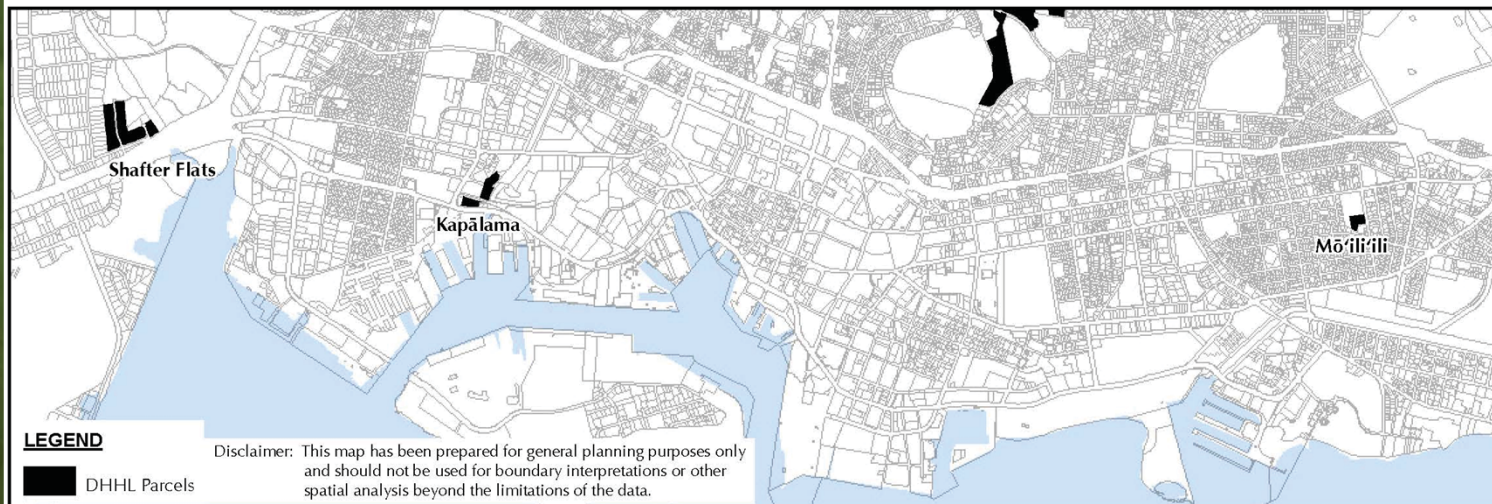 Shafter Flats
Kapālama
Mōʻiliʻili
LEGEND
DHHL Parcels
Disclaimer: This map has been prepared for general planning purposes only
and should not be used for boundary interpretations or other
spatial analysis beyond the limitations of the data.